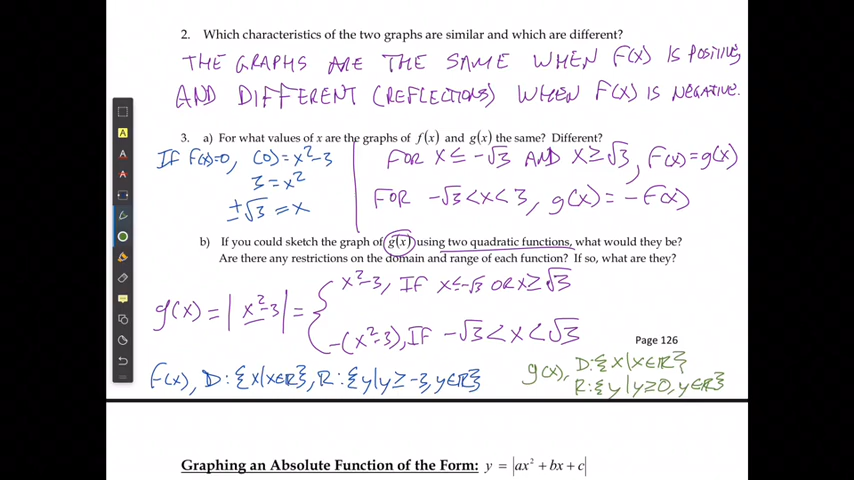 2. Which characteristics of the two graphs are similar and which are different?
THE GRAPHS ARE THE SAME WHEN F(X) IS POSITIVE,
AND DIFFERENT (REFLECTIONS) WHEN F(X) IS NEGATIVE.
3. a) For what values of x are the graphs of f(x) and g(x) the same? Different?
IF F(X)=0, (0)=X²-3
3=X²
±√3=X
FOR X≤-√3 AND X≥√3, F(X)=g(X)
FOR -√3<X<3, g(X)=-F(X)
b) If you could sketch the graph of g(x) using two quadratic functions, what would they be?
Are there any restrictions on the domain and range of each function? If so, what are they?
g(X)=|X²-3|= { X²-3, IF X≤-√3 OR X≥√3
-(X²-3), IF -√3<X<√3
Page 126
F(X), D:{X|X∈R}, R:{y|y≥-3, y∈R}
g(X), D:{X|X∈R}
R:{y|y≥0, y∈R}
Graphing an Absolute Function of the Form: y = |ax² + bx + c|